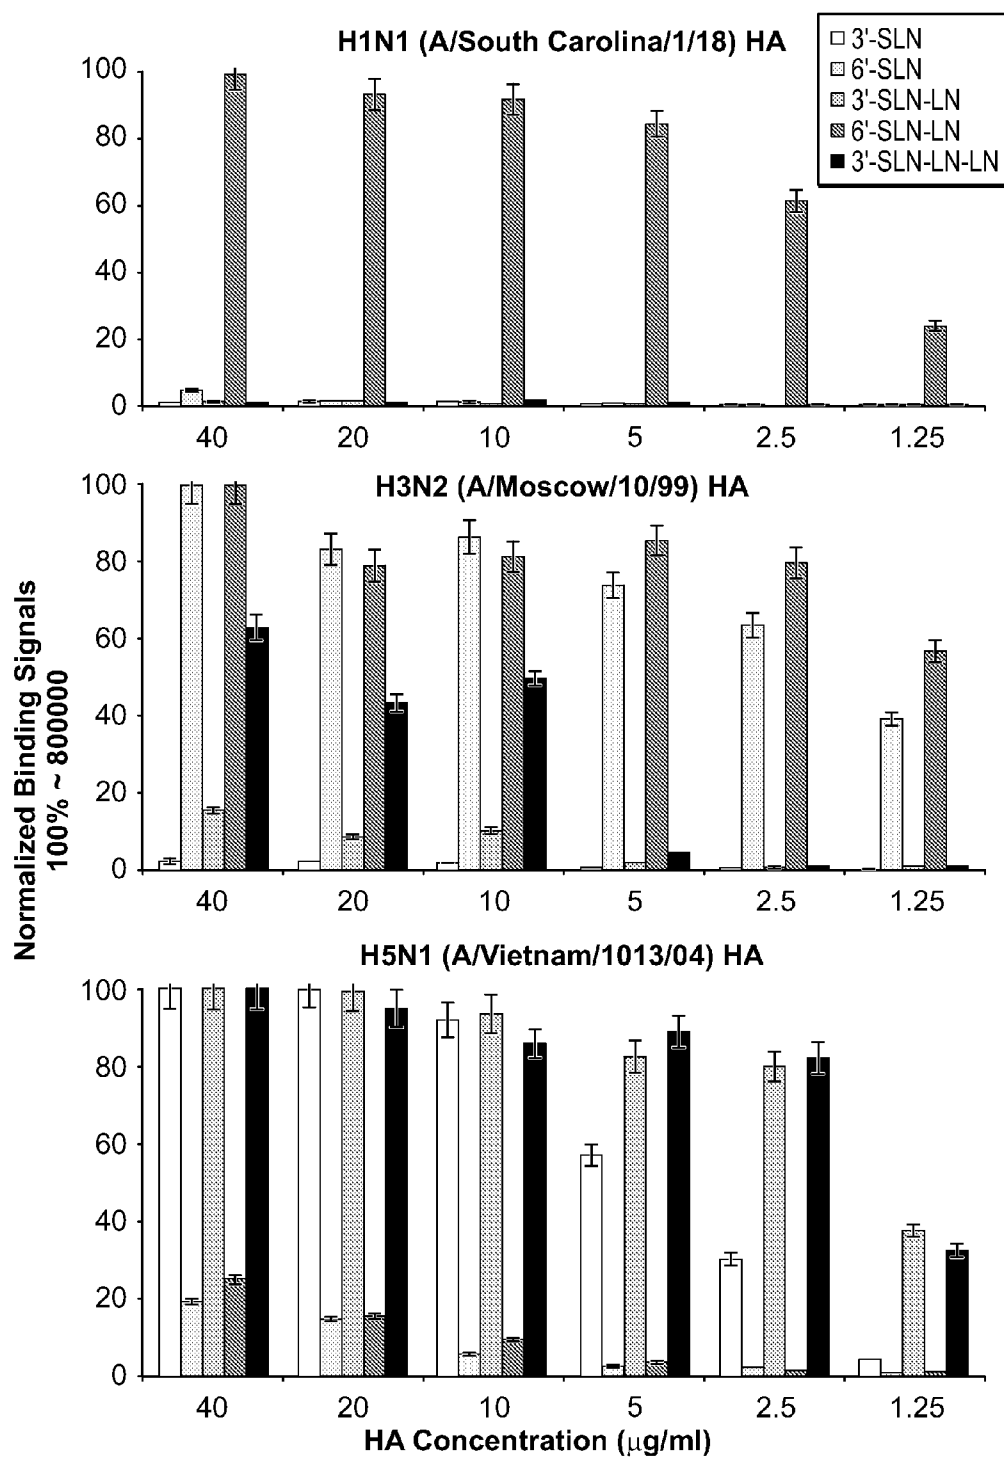 H1N1 (A/South Carolina/1/18) HA
3'-SLN
6'-SLN
3'-SLN-LN
6'-SLN-LN
3'-SLN-LN-LN
100
80
60
40
20
0
40 20 10 5 2.5 1.25
H3N2 (A/Moscow/10/99) HA
100
80
60
40
20
0
40 20 10 5 2.5 1.25
Normalized Binding Signals
100% ~ 800000
H5N1 (A/Vietnam/1013/04) HA
100
80
60
40
20
0
40 20 10 5 2.5 1.25
HA Concentration (μg/ml)